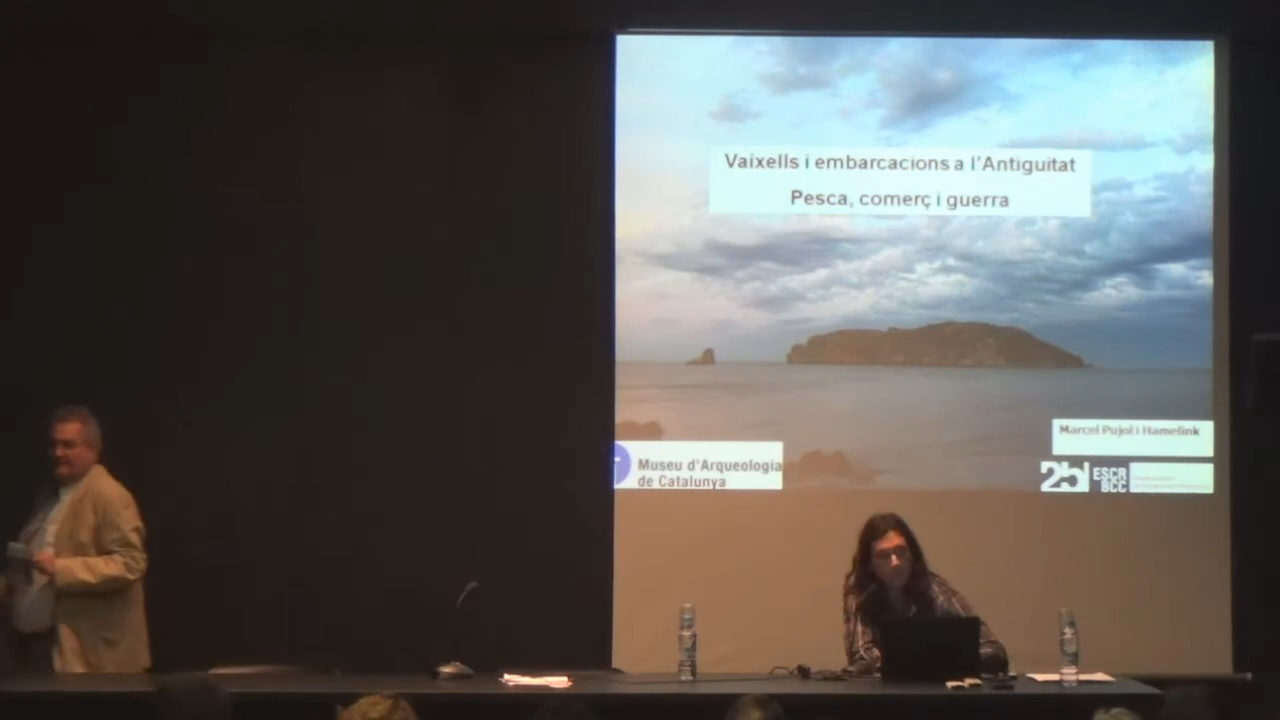 Vaixells i embarcacions a l'Antiguitat
Pesca, comerç i guerra
Marcel Pujol i Hamelink
Museu d'Arqueologia
de Catalunya
25
ESCR
BCC